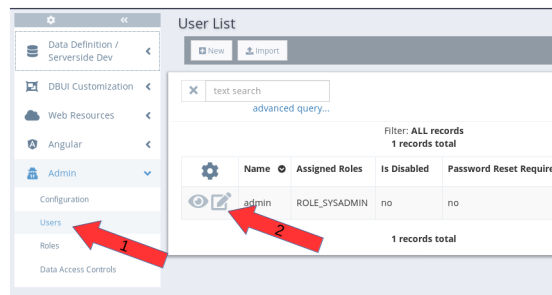 User List
Data Definition /
Serverside Dev
DBUI Customization
Web Resources
Angular
Admin
Configuration
Users
Roles
Data Access Controls
New
Import
text search
advanced query...
Filter: ALL records
1 records total
Name Assigned Roles Is Disabled Password Reset Require
admin ROLE_SYSADMIN no no
1 records total
1
2